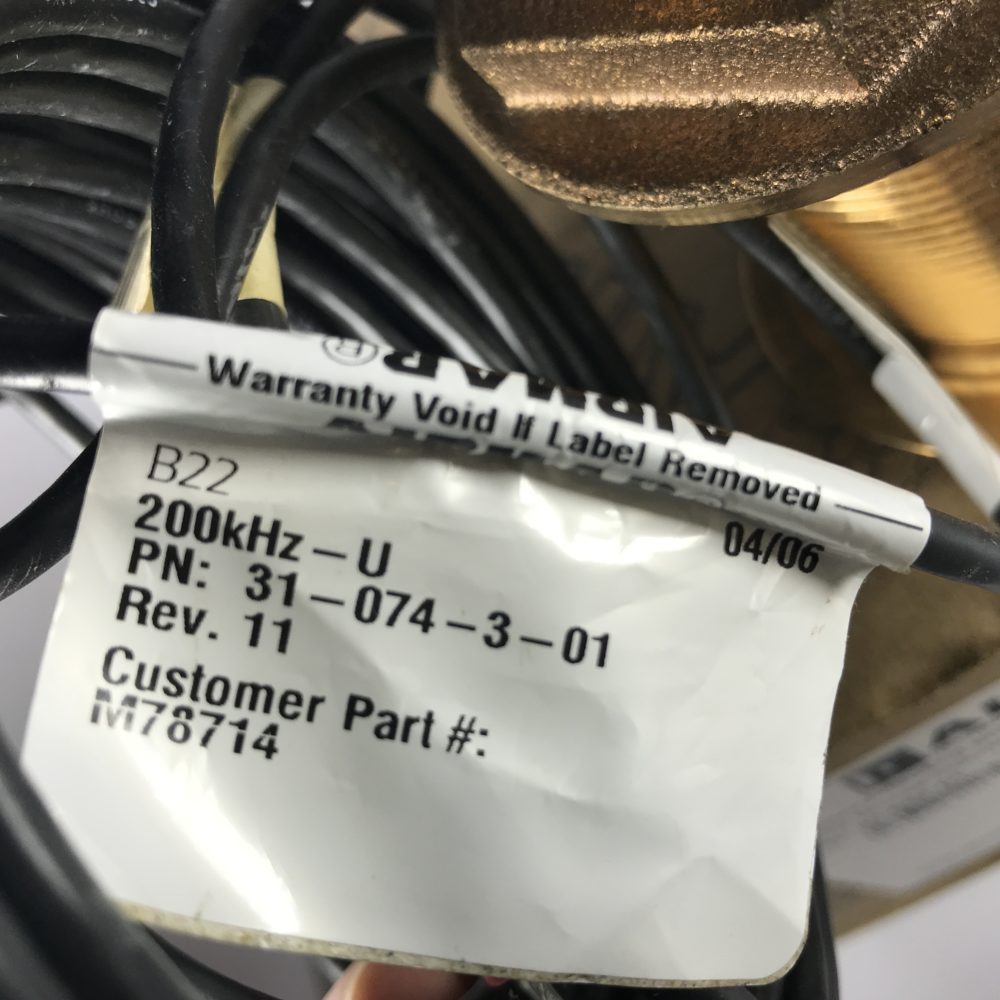 AIRMAR®
Warranty Void If Label Removed
B22
04/06
200kHz – U
PN: 31 – 074 – 3 – 01
Rev. 11
Customer Part #:
M78714